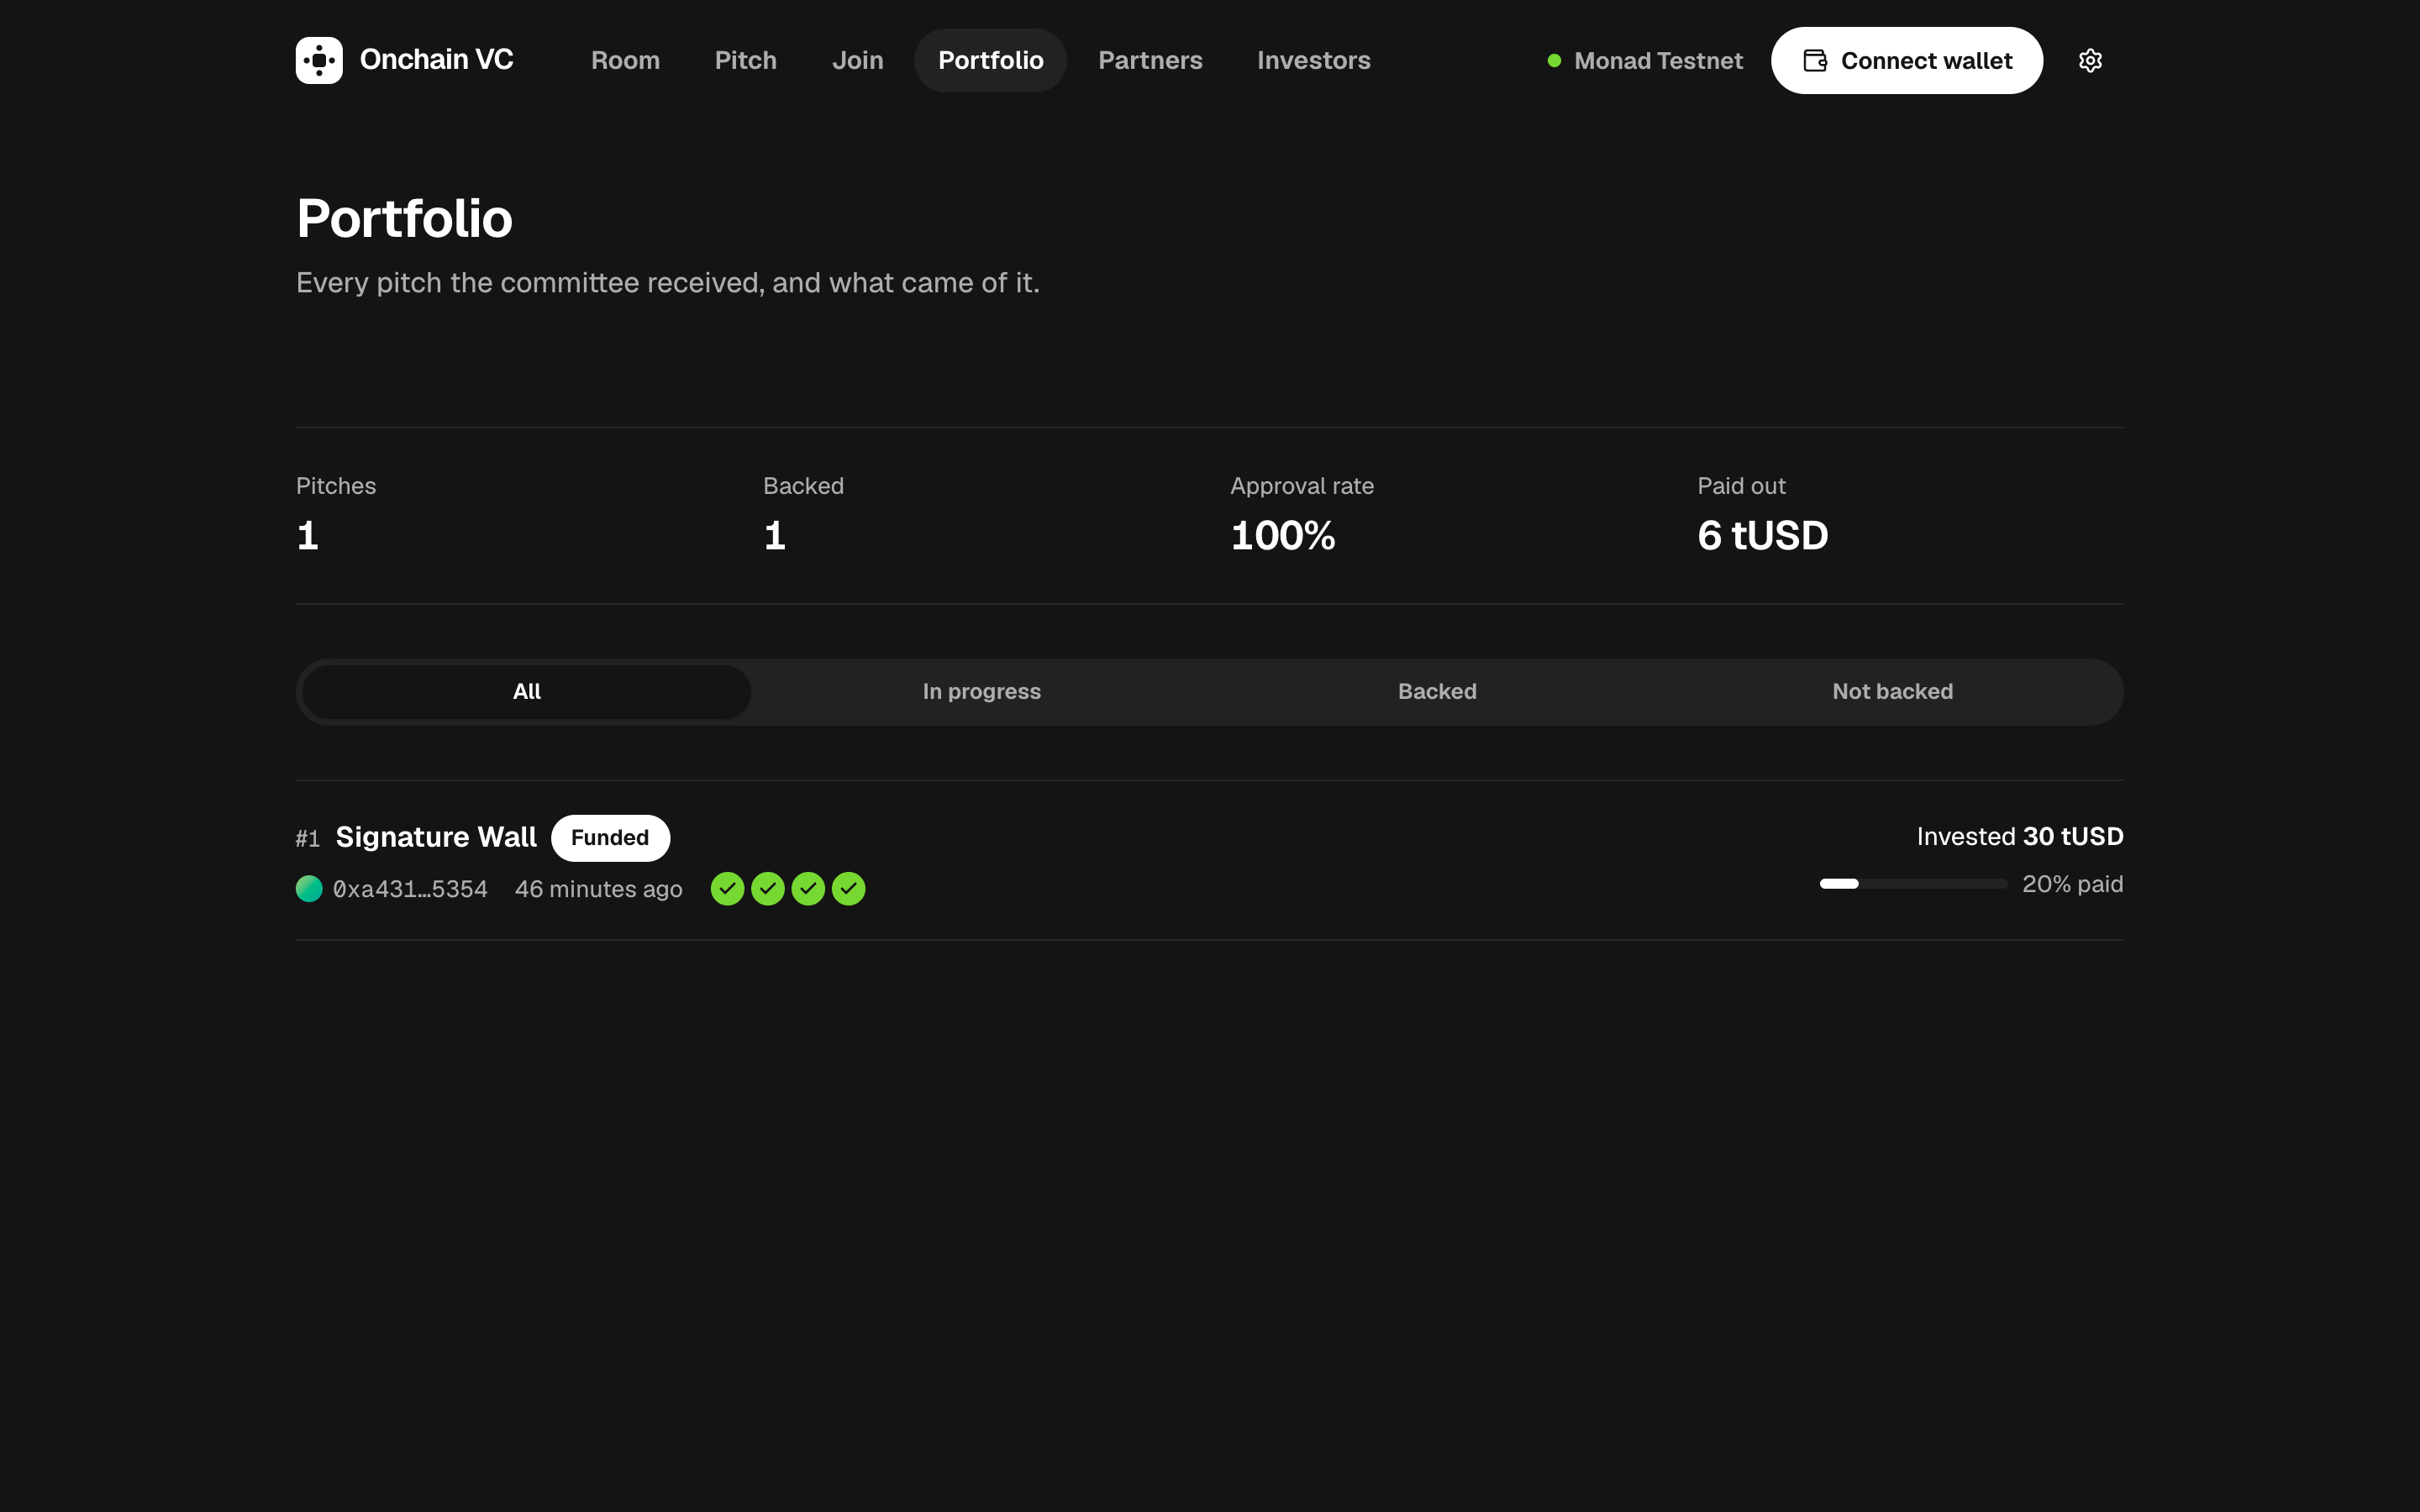 Onchain VC Room Pitch Join Portfolio Partners Investors Monad Testnet Connect wallet
Portfolio
Every pitch the committee received, and what came of it.
Pitches Backed Approval rate Paid out
1 1 100% 6 tUSD
All In progress Backed Not backed
#1 Signature Wall Funded Invested 30 tUSD
0xa431…5354 46 minutes ago 20% paid